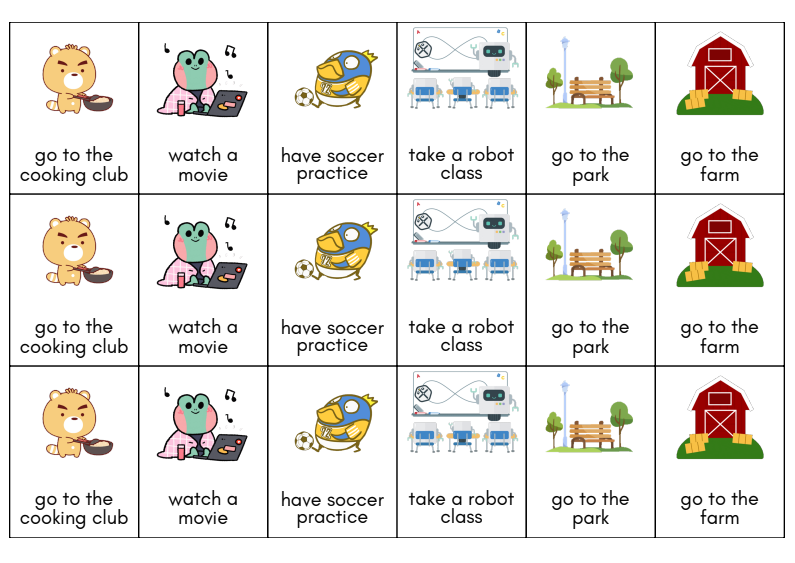 go to the
cooking club
watch a
movie
have soccer
practice
take a robot
class
go to the
park
go to the
farm
go to the
cooking club
watch a
movie
have soccer
practice
take a robot
class
go to the
park
go to the
farm
go to the
cooking club
watch a
movie
have soccer
practice
take a robot
class
go to the
park
go to the
farm